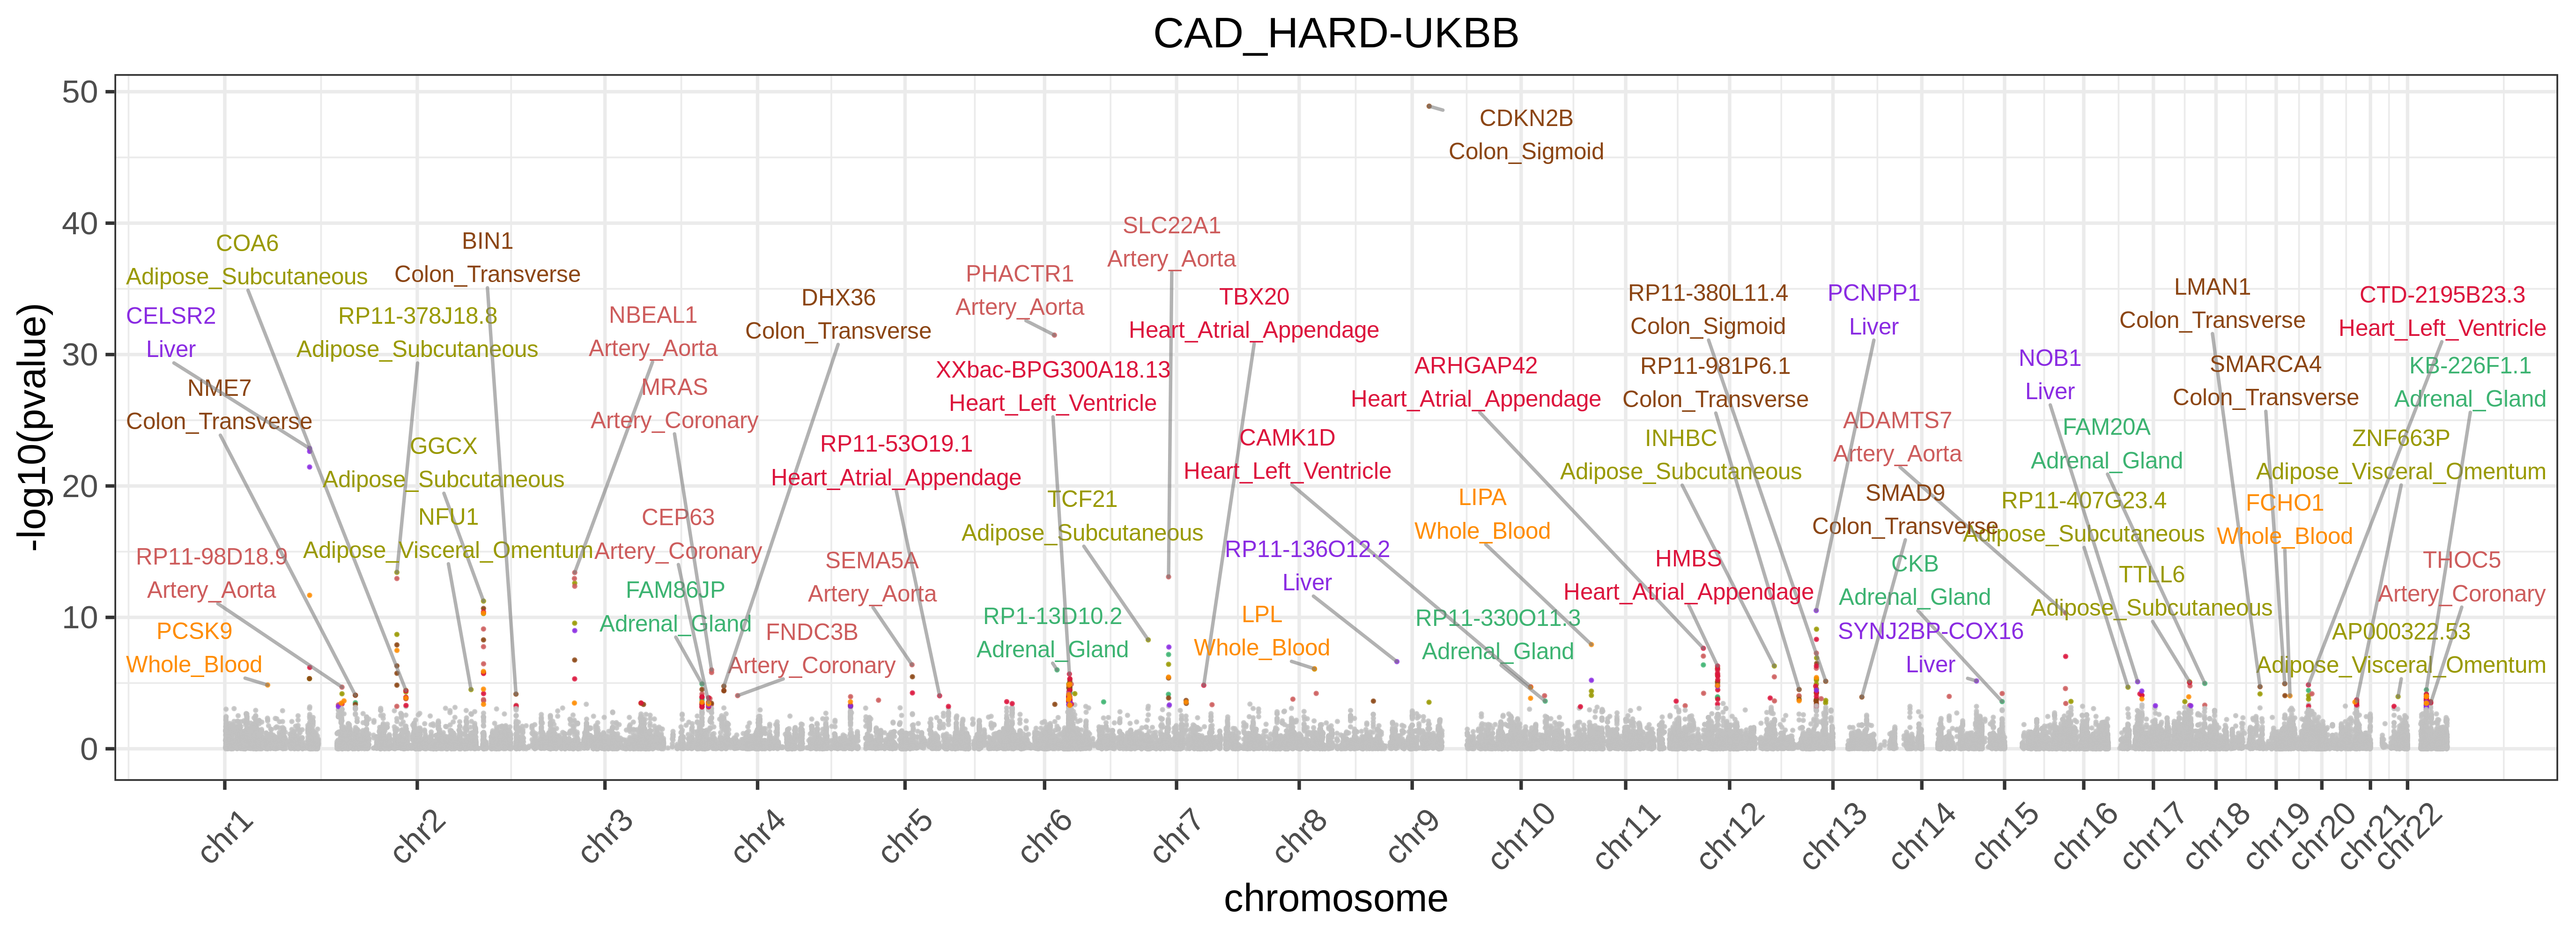 CAD_HARD-UKBB
-log10(pvalue)
50
40
30
20
10
0
CDKN2B
Colon_Sigmoid
COA6
Adipose_Subcutaneous
BIN1
Colon_Transverse
CELSR2
Liver
RP11-378J18.8
Adipose_Subcutaneous
NME7
Colon_Transverse
GGCX
Adipose_Subcutaneous
NFU1
Adipose_Visceral_Omentum
RP11-98D18.9
Artery_Aorta
PCSK9
Whole_Blood
NBEAL1
Artery_Aorta
MRAS
Artery_Coronary
CEP63
Artery_Coronary
FAM86JP
Adrenal_Gland
FNDC3B
Artery_Coronary
DHX36
Colon_Transverse
RP11-53O19.1
Heart_Atrial_Appendage
SEMA5A
Artery_Aorta
PHACTR1
Artery_Aorta
SLC22A1
Artery_Aorta
TBX20
Heart_Atrial_Appendage
XXbac-BPG300A18.13
Heart_Left_Ventricle
TCF21
Adipose_Subcutaneous
RP1-13D10.2
Adrenal_Gland
CAMK1D
Heart_Left_Ventricle
RP11-136O12.2
Liver
LPL
Whole_Blood
ARHGAP42
Heart_Atrial_Appendage
LIPA
Whole_Blood
RP11-330O11.3
Adrenal_Gland
RP11-380L11.4
Colon_Sigmoid
RP11-981P6.1
Colon_Transverse
INHBC
Adipose_Subcutaneous
HMBS
Heart_Atrial_Appendage
PCNPP1
Liver
ADAMTS7
Artery_Aorta
SMAD9
Colon_Transverse
CKB
Adrenal_Gland
SYNJ2BP-COX16
Liver
NOB1
Liver
FAM20A
Adrenal_Gland
RP11-407G23.4
Adipose_Subcutaneous
TTLL6
Adipose_Subcutaneous
LMAN1
Colon_Transverse
SMARCA4
Colon_Transverse
FCHO1
Whole_Blood
CTD-2195B23.3
Heart_Left_Ventricle
KB-226F1.1
Adrenal_Gland
ZNF663P
Adipose_Visceral_Omentum
THOC5
Artery_Coronary
AP000322.53
Adipose_Visceral_Omentum
chr1
chr2
chr3
chr4
chr5
chr6
chr7
chr8
chr9
chr10
chr11
chr12
chr13
chr14
chr15
chr16
chr17
chr18
chr19
chr20
chr21
chr22
chromosome